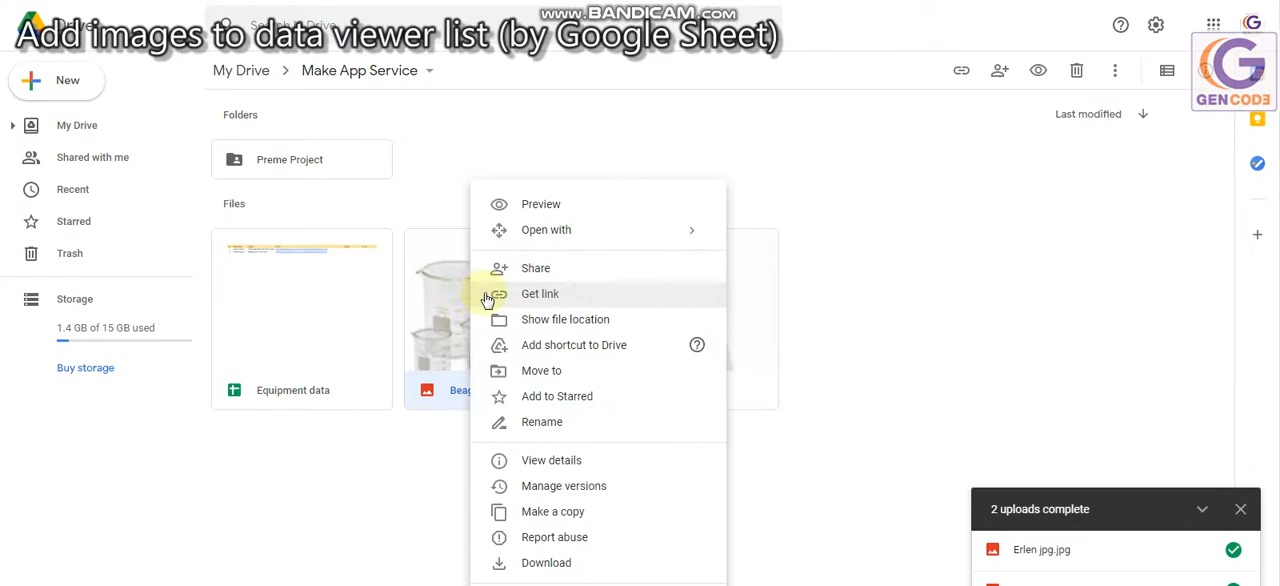 www.BANDICAM.com
Drive
Search in Drive
Add images to data viewer list (by Google Sheet)
New
My Drive
Make App Service
GENCODE
Folders
Last modified
My Drive
Preme Project
Shared with me
Recent
Files
Preview
Starred
Open with
Trash
Share
Get link
Storage
Show file location
1.4 GB of 15 GB used
Add shortcut to Drive
Buy storage
Move to
Equipment data
Add to Starred
Rename
View details
Manage versions
2 uploads complete
Make a copy
Report abuse
Erlen jpg.jpg
Download